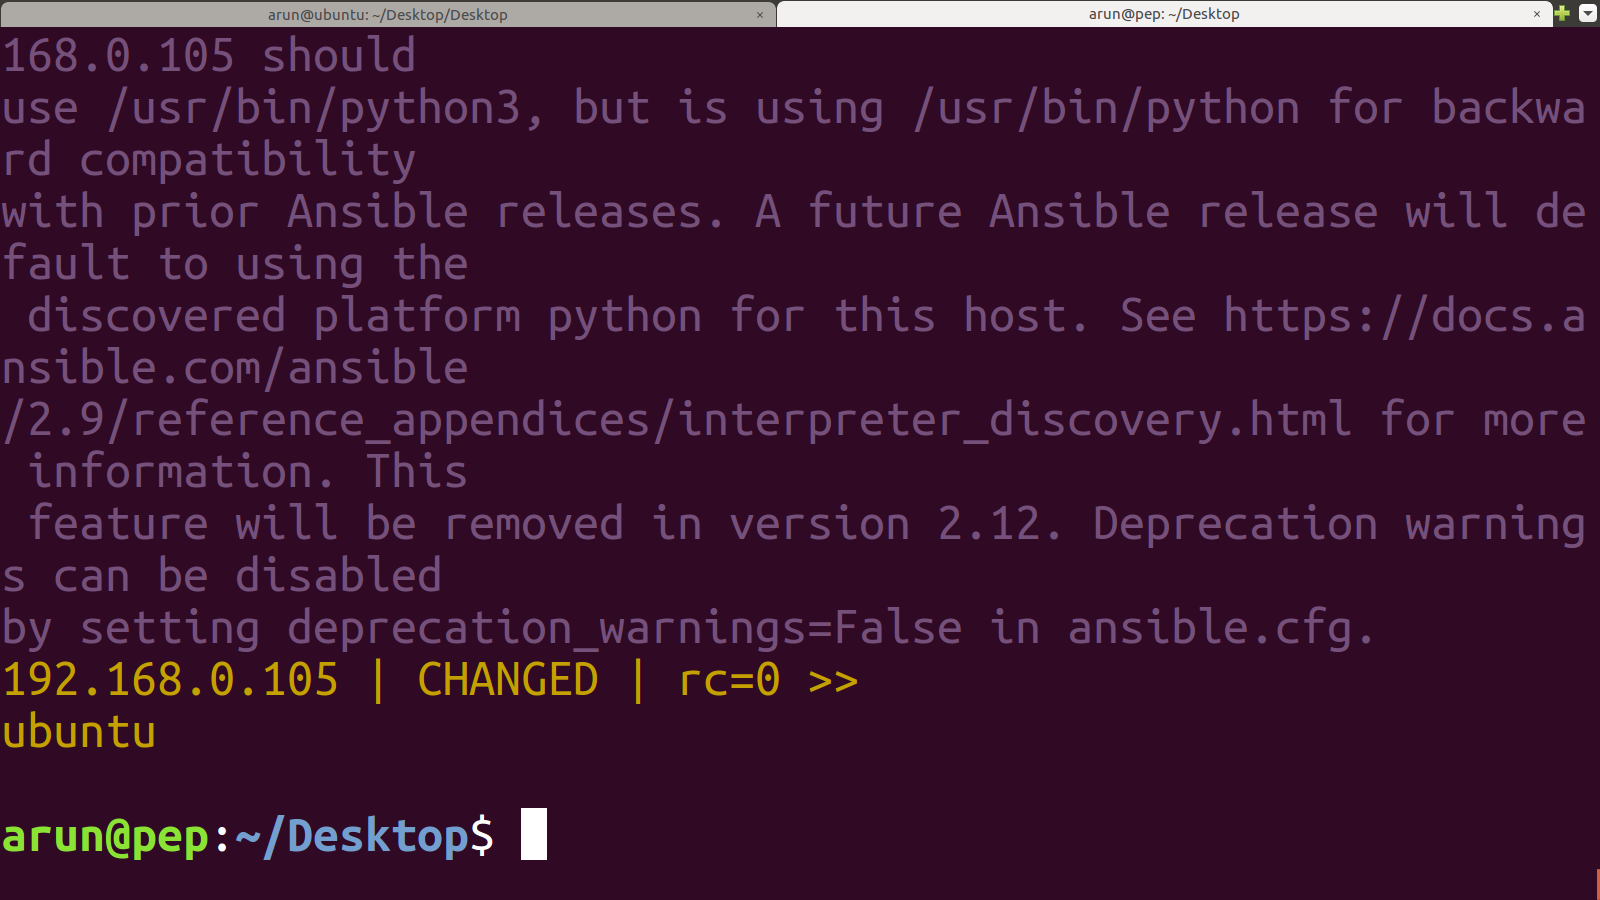 arun@ubuntu: ~/Desktop/Desktop × arun@pep: ~/Desktop ×
168.0.105 should
use /usr/bin/python3, but is using /usr/bin/python for backwa
rd compatibility
with prior Ansible releases. A future Ansible release will de
fault to using the
 discovered platform python for this host. See https://docs.a
nsible.com/ansible
/2.9/reference_appendices/interpreter_discovery.html for more
 information. This
 feature will be removed in version 2.12. Deprecation warning
s can be disabled
by setting deprecation_warnings=False in ansible.cfg.
192.168.0.105 | CHANGED | rc=0 >>
ubuntu
arun@pep:~/Desktop$